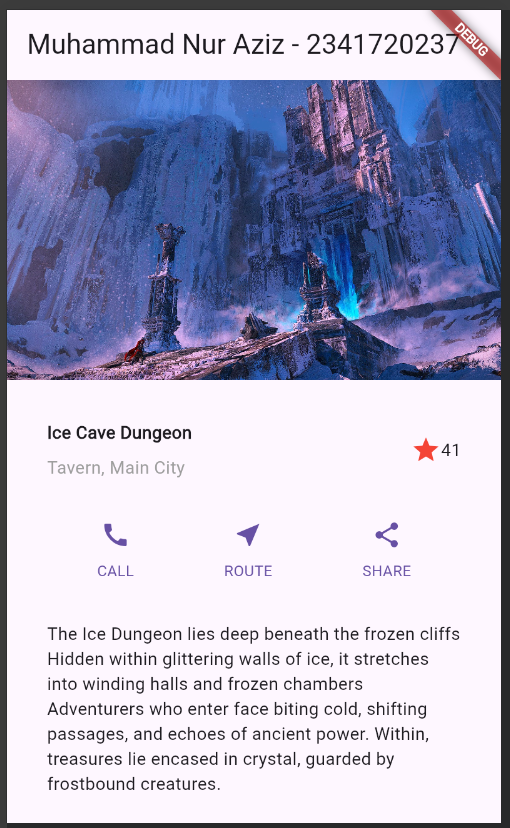 Muhammad Nur Aziz - 2341720237
DEBUG
Ice Cave Dungeon
Tavern, Main City
41
CALL ROUTE SHARE
The Ice Dungeon lies deep beneath the frozen cliffs
Hidden within glittering walls of ice, it stretches
into winding halls and frozen chambers
Adventurers who enter face biting cold, shifting
passages, and echoes of ancient power. Within,
treasures lie encased in crystal, guarded by
frostbound creatures.